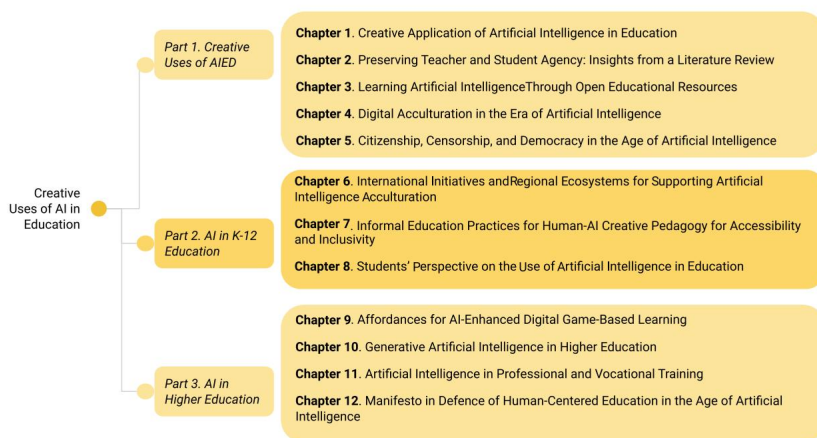 Creative
Uses of AI in
Education
Part 1. Creative
Uses of AIED
Chapter 1. Creative Application of Artificial Intelligence in Education
Chapter 2. Preserving Teacher and Student Agency: Insights from a Literature Review
Chapter 3. Learning Artificial IntelligenceThrough Open Educational Resources
Chapter 4. Digital Acculturation in the Era of Artificial Intelligence
Chapter 5. Citizenship, Censorship, and Democracy in the Age of Artificial Intelligence
Part 2. AI in K-12
Education
Chapter 6. International Initiatives andRegional Ecosystems for Supporting Artificial
Intelligence Acculturation
Chapter 7. Informal Education Practices for Human-AI Creative Pedagogy for Accessibility
and Inclusivity
Chapter 8. Students' Perspective on the Use of Artificial Intelligence in Education
Part 3. AI in
Higher Education
Chapter 9. Affordances for AI-Enhanced Digital Game-Based Learning
Chapter 10. Generative Artificial Intelligence in Higher Education
Chapter 11. Artificial Intelligence in Professional and Vocational Training
Chapter 12. Manifesto in Defence of Human-Centered Education in the Age of Artificial
Intelligence